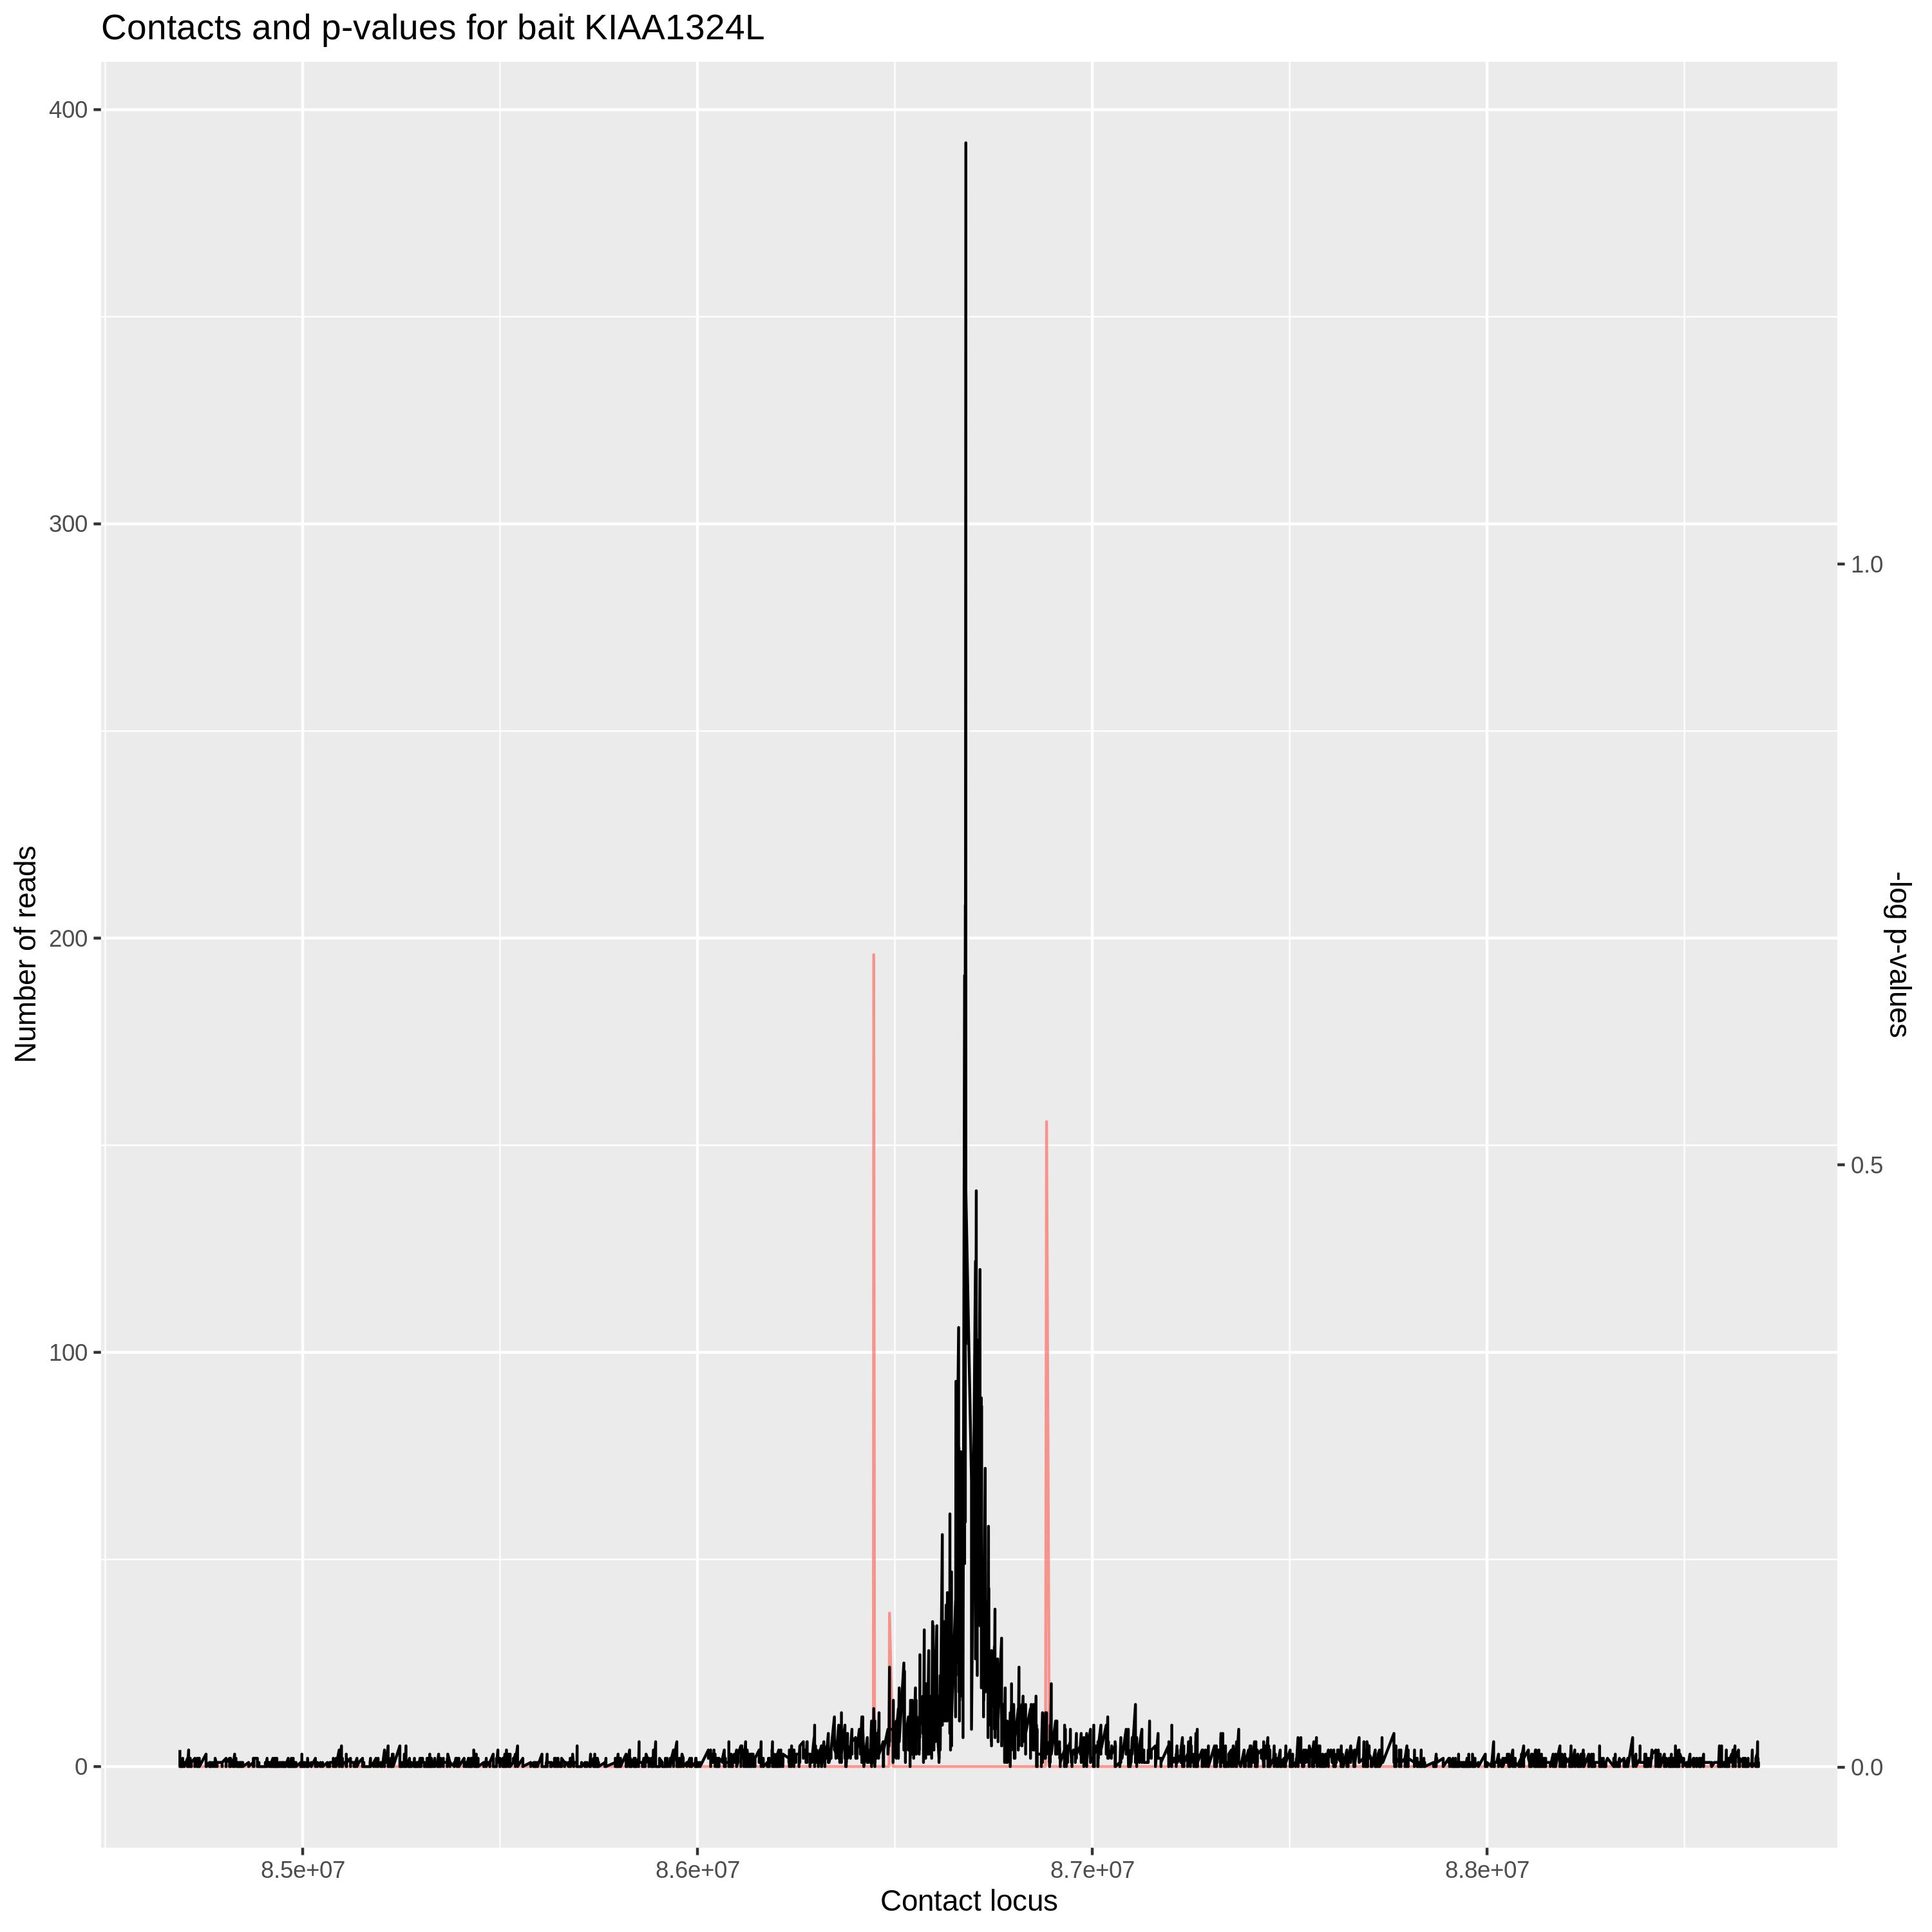 Contacts and p-values for bait KIAA1324L
400
300
200
100
0
Number of reads
1.0
0.5
0.0
-log p-values
8.5e+07
8.6e+07
8.7e+07
8.8e+07
Contact locus